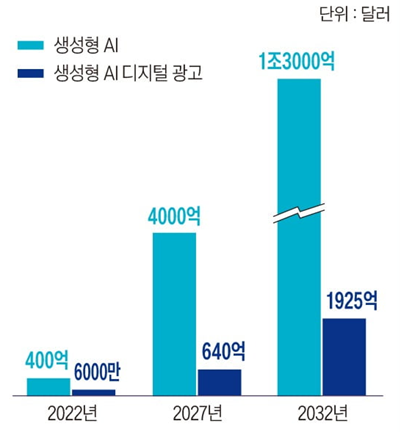 단위 : 달러
생성형 AI
생성형 AI 디지털 광고
400억
6000만
4000억
640억
1조3000억
1925억
2022년
2027년
2032년